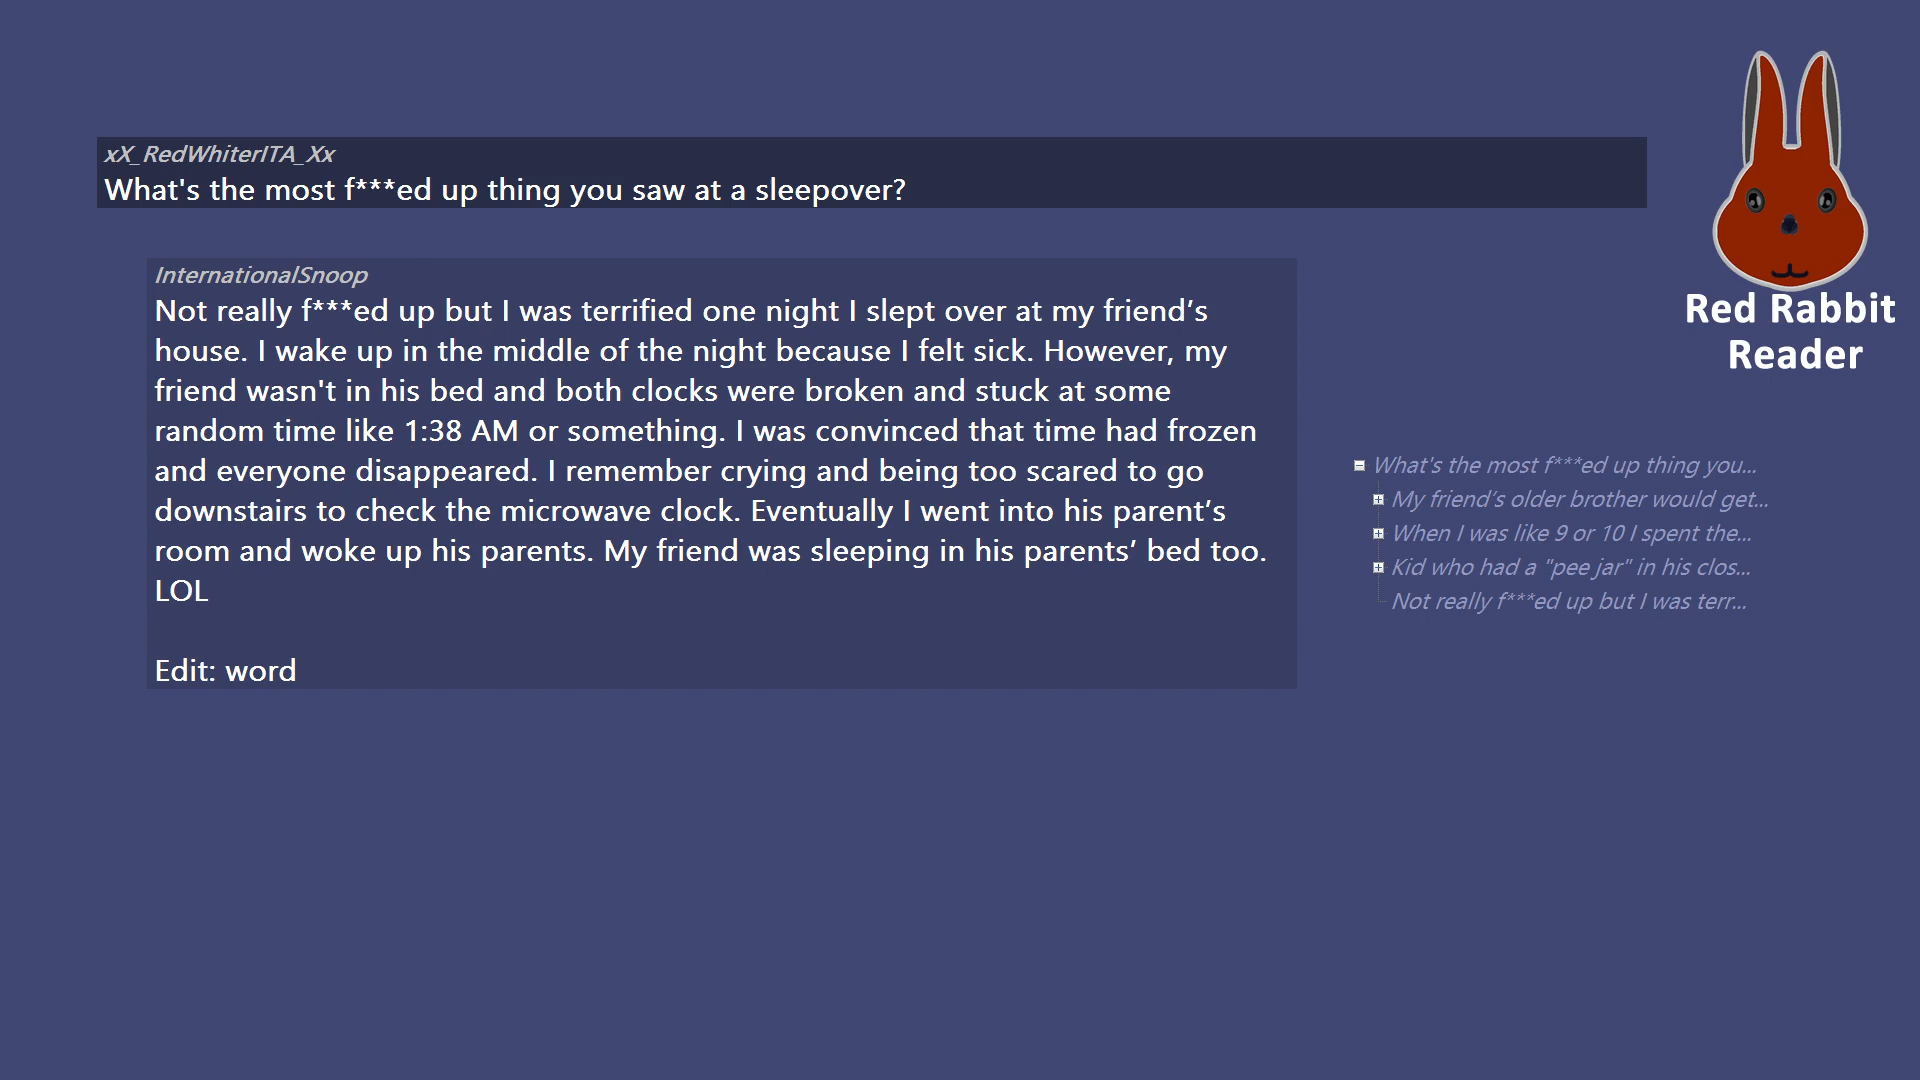 xX_RedWhiterITA_Xx
What's the most f***ed up thing you saw at a sleepover?
InternationalSnoop
Not really f***ed up but I was terrified one night I slept over at my friend’s
house. I wake up in the middle of the night because I felt sick. However, my
friend wasn't in his bed and both clocks were broken and stuck at some
random time like 1:38 AM or something. I was convinced that time had frozen
and everyone disappeared. I remember crying and being too scared to go
downstairs to check the microwave clock. Eventually I went into his parent’s
room and woke up his parents. My friend was sleeping in his parents’ bed too.
LOL
Edit: word
Red Rabbit
Reader
What's the most f***ed up thing you...
My friend’s older brother would get...
When I was like 9 or 10 I spent the...
Kid who had a "pee jar" in his clos...
Not really f***ed up but I was terr...